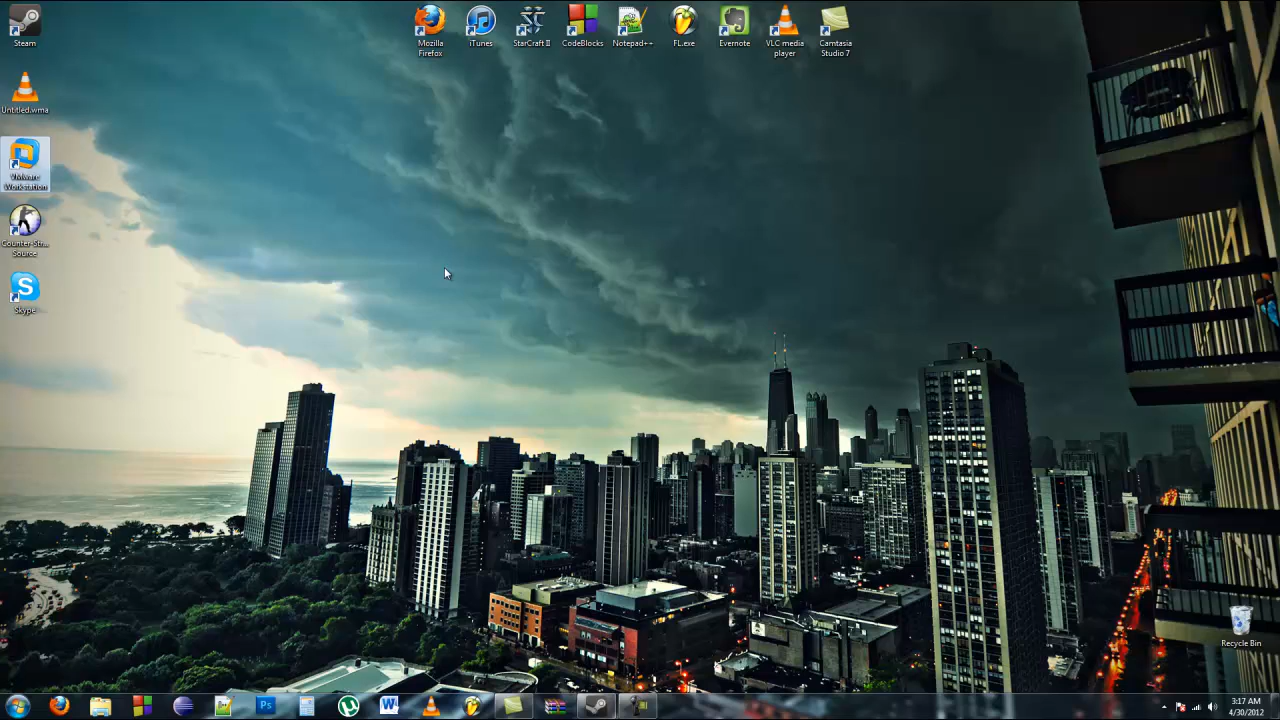 Steam
Untitled.wma
VMware
Workstation
Counter-Str...
Source
Skype
Mozilla
Firefox
iTunes
StarCraft II
CodeBlocks
Notepad++
FL.exe
Evernote
VLC media
player
Camtasia
Studio 7
Recycle Bin
3:17 AM
4/30/2012